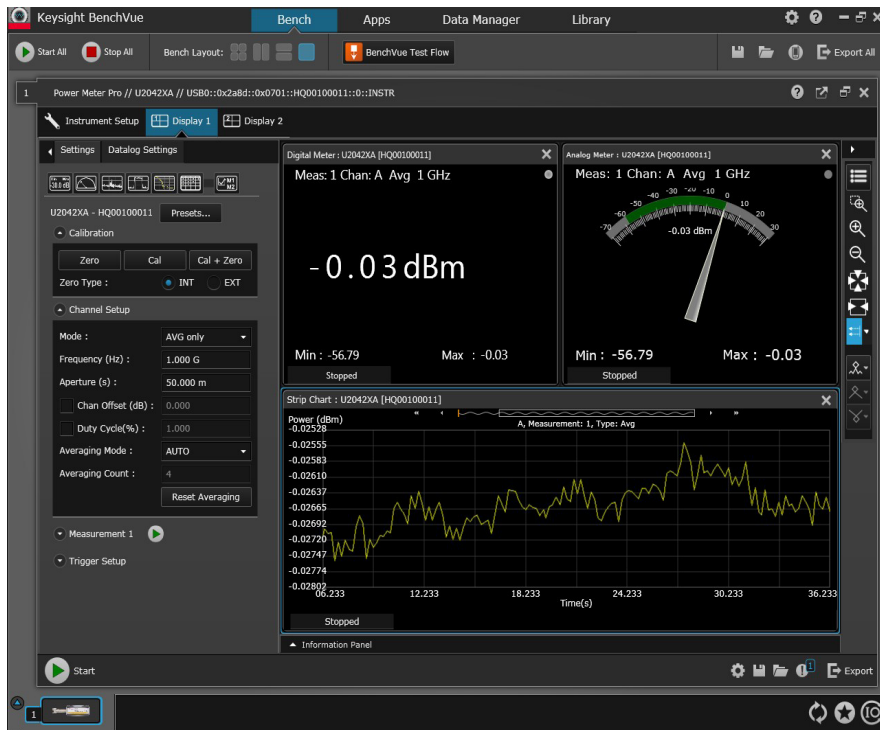 Keysight BenchVue
Bench
Apps
Data Manager
Library
Start All
Stop All
Bench Layout:
BenchVue Test Flow
Export All
1
Power Meter Pro // U2042XA // USB0::0x2a8d::0x0701::HQ00100011::0::INSTR
Instrument Setup
Display 1
Display 2
Settings
Datalog Settings
U2042XA - HQ00100011
Presets...
Calibration
Zero
Cal
Cal + Zero
Zero Type :
INT
EXT
Channel Setup
Mode :
AVG only
Frequency (Hz) :
1.000 G
Aperture (s) :
50.000 m
Chan Offset (dB) :
0.000
Duty Cycle(%) :
1.000
Averaging Mode :
AUTO
Averaging Count :
4
Reset Averaging
Measurement 1
Trigger Setup
Digital Meter : U2042XA [HQ00100011]
Meas: 1 Chan: A Avg 1 GHz
-0.03dBm
Min : -56.79
Max : -0.03
Stopped
Analog Meter : U2042XA [HQ00100011]
Meas: 1 Chan: A Avg 1 GHz
-70
-60
-50
-40
-30
-20
-10
0
10
20
30
-0.03 dBm
Min : -56.79
Max : -0.03
Stopped
Strip Chart : U2042XA [HQ00100011]
Power (dBm)
A, Measurement: 1, Type: Avg
-0.02528
-0.02555
-0.02583
-0.02610
-0.02637
-0.02665
-0.02692
-0.02720
-0.02747
-0.02774
-0.02802
06.233
12.233
18.233
24.233
30.233
36.233
Time(s)
Stopped
Information Panel
Start
1
Export
1
IO